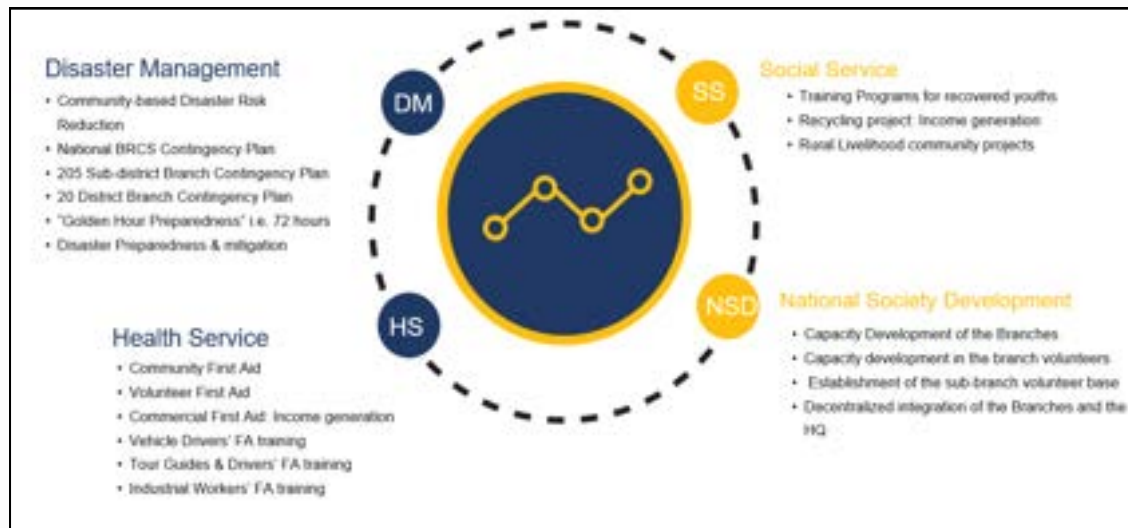 Disaster Management
• Community-based Disaster Risk
Reduction
• National BRCS Contingency Plan
• 205 Sub-district Branch Contingency Plan
• 20 District Branch Contingency Plan
• "Golden Hour Preparedness" i.e. 72 hours
• Disaster Preparedness & mitigation
DM
SS
Social Service
• Training Programs for recovered youths
• Recycling project: Income generation
• Rural Livelihood community projects
HS
Health Service
• Community First Aid
• Volunteer First Aid
• Commercial First Aid: Income generation
• Vehicle Drivers' FA training
• Tour Guides & Drivers' FA training
• Industrial Workers' FA training
NSD
National Society Development
• Capacity Development of the Branches
• Capacity development in the branch volunteers
• Establishment of the sub-branch volunteer base
• Decentralized integration of the Branches and the
HQ